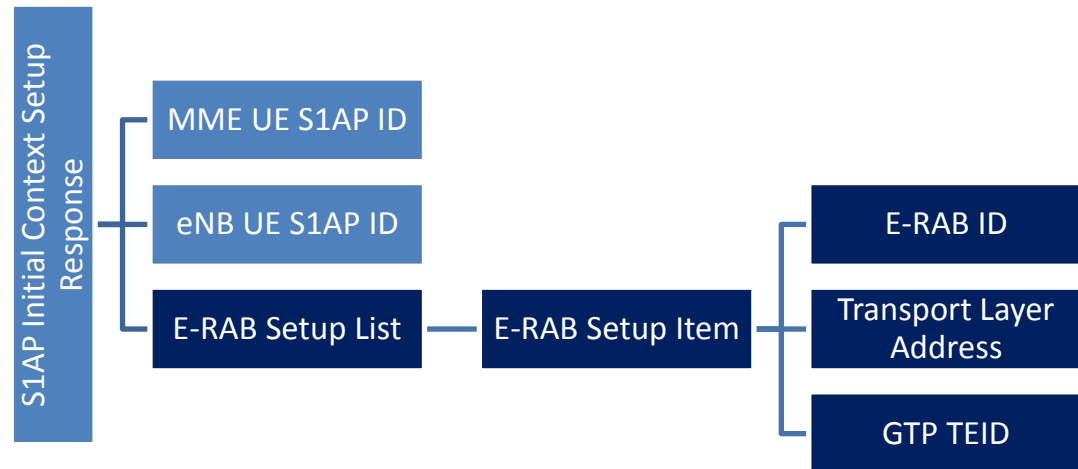 S1AP Initial Context Setup
Response
MME UE S1AP ID
eNB UE S1AP ID
E-RAB Setup List
E-RAB Setup Item
E-RAB ID
Transport Layer
Address
GTP TEID